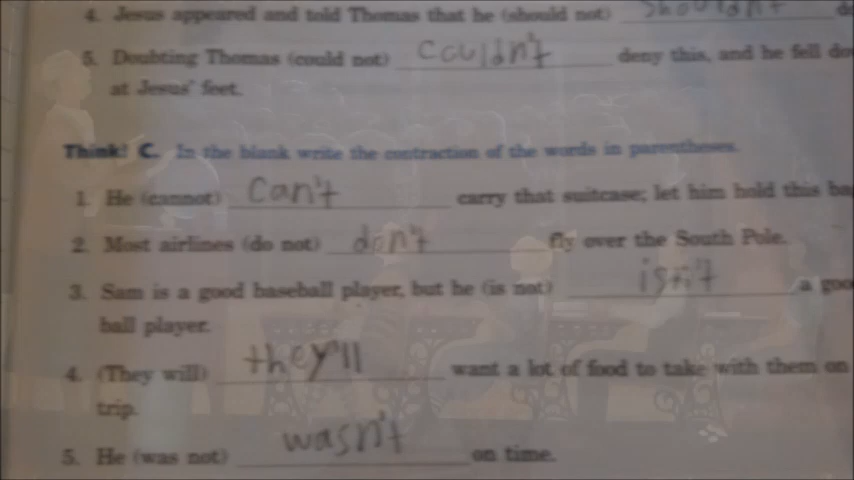 4. Jesus appeared and told Thomas that he (should not) shouldn't
5. Doubting Thomas (could not) couldn't deny this, and he fell do
at Jesus' feet.
Think! C. In the blank write the contraction of the words in parentheses.
1. He (cannot) can't carry that suitcase; let him hold this ba
2. Most airlines (do not) don't fly over the South Pole.
3. Sam is a good baseball player, but he (is not) isn't a goo
ball player.
4. (They will) they'll want a lot of food to take with them on
trip.
5. He (was not) wasn't on time.